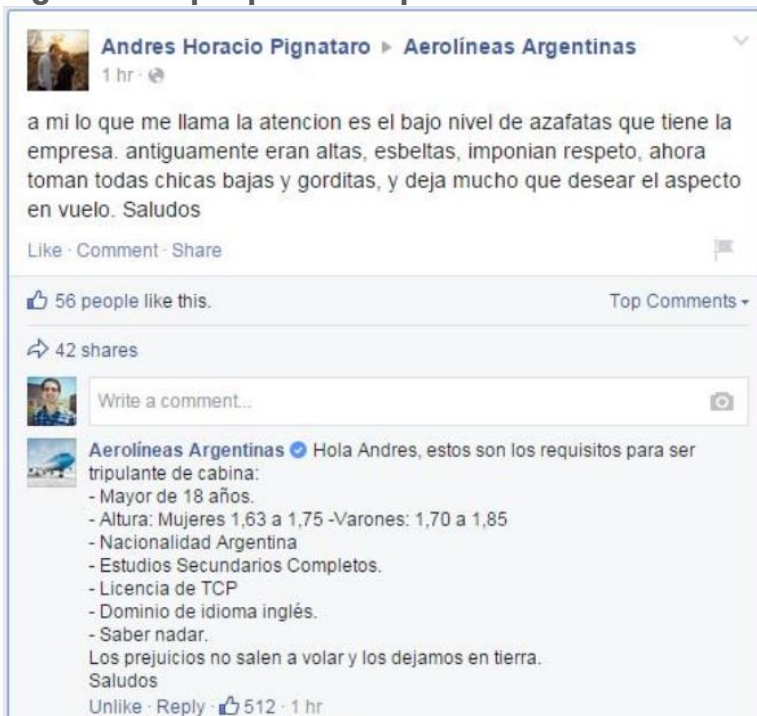 Andres Horacio Pignataro ▸ Aerolíneas Argentinas
1 hr ·
a mi lo que me llama la atencion es el bajo nivel de azafatas que tiene la
empresa. antiguamente eran altas, esbeltas, imponian respeto, ahora
toman todas chicas bajas y gorditas, y deja mucho que desear el aspecto
en vuelo. Saludos
Like · Comment · Share
56 people like this. Top Comments
42 shares
Write a comment...
Aerolíneas Argentinas Hola Andres, estos son los requisitos para ser
tripulante de cabina:
- Mayor de 18 años.
- Altura: Mujeres 1,63 a 1,75 -Varones: 1,70 a 1,85
- Nacionalidad Argentina
- Estudios Secundarios Completos.
- Licencia de TCP
- Dominio de idioma inglés.
- Saber nadar.
Los prejuicios no salen a volar y los dejamos en tierra.
Saludos
Unlike · Reply · 512 · 1 hr